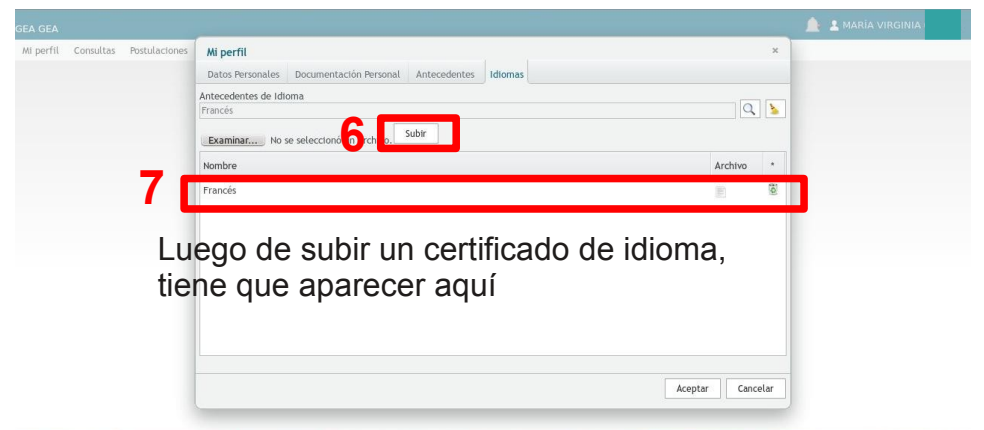 GEA GEA
MARÍA VIRGINIA
Mi perfil Consultas Postulaciones
Mi perfil ×
Datos Personales Documentación Personal Antecedentes Idiomas
Antecedentes de Idioma
Francés
6
Examinar... No se seleccionó archivo. Subir
Nombre Archivo *
7
Francés
Luego de subir un certificado de idioma,
tiene que aparecer aquí
Aceptar Cancelar